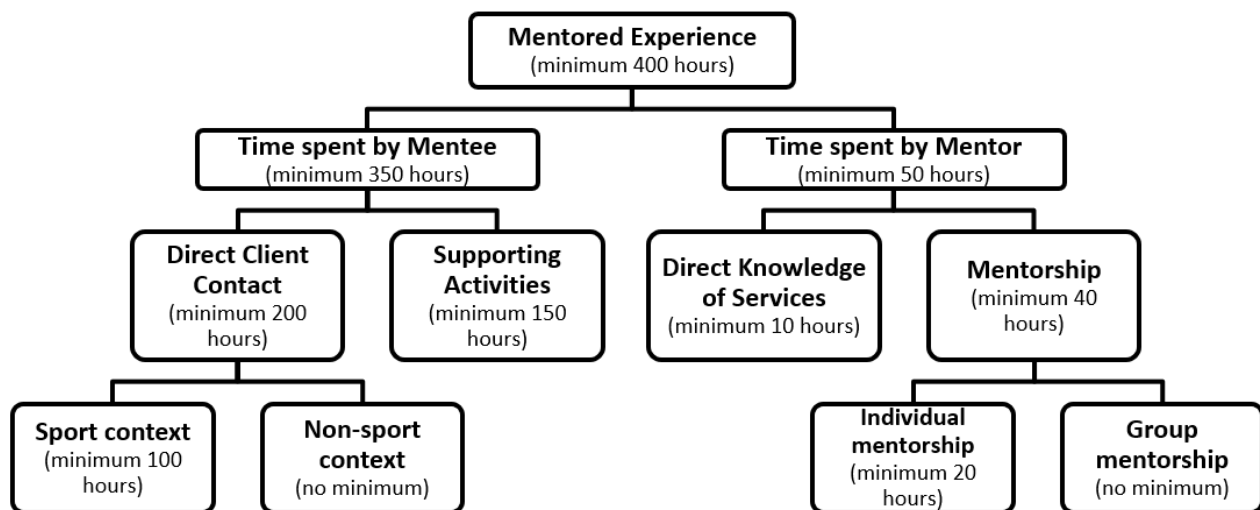 Mentored Experience
(minimum 400 hours)
Time spent by Mentee
(minimum 350 hours)
Time spent by Mentor
(minimum 50 hours)
Direct Client
Contact
(minimum 200
hours)
Supporting
Activities
(minimum 150
hours)
Direct Knowledge
of Services
(minimum 10 hours)
Mentorship
(minimum 40
hours)
Sport context
(minimum 100
hours)
Non-sport
context
(no minimum)
Individual
mentorship
(minimum 20
hours)
Group
mentorship
(no minimum)